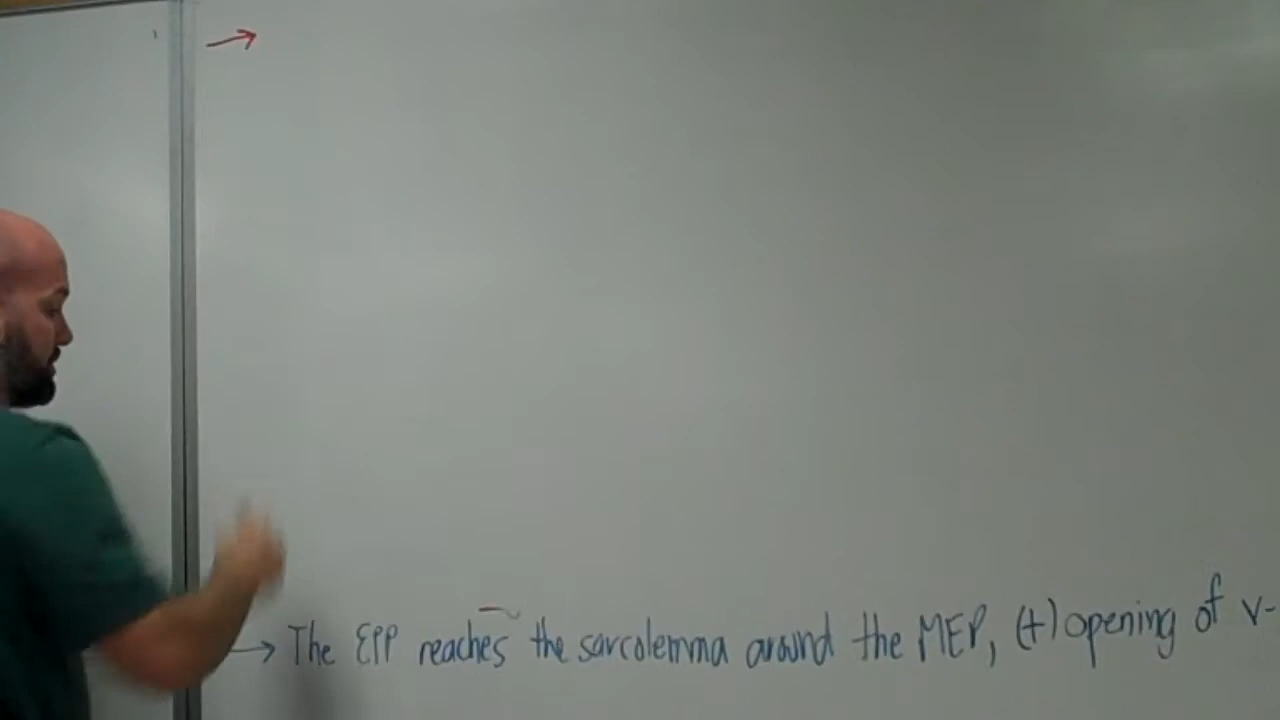 →
→ The EPP reaches the sarcolemma around the MEP, (+) opening of v-